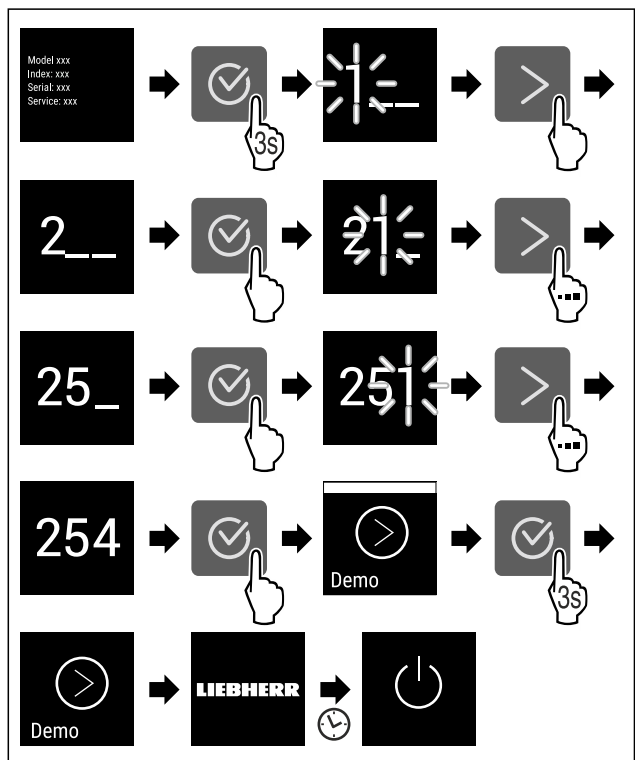 Model xxx
Index: xxx
Serial: xxx
Service: xxx
3s
1__
2__
21_
25_
251
254
Demo
3s
Demo
LIEBHERR